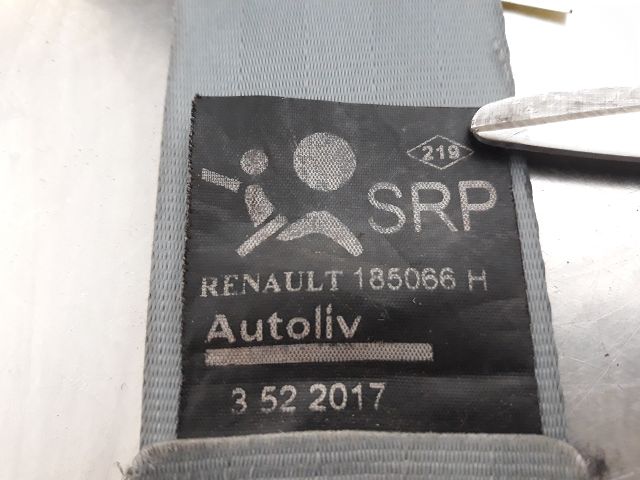 219
SRP
RENAULT 185066 H
Autoliv
3 52 2017